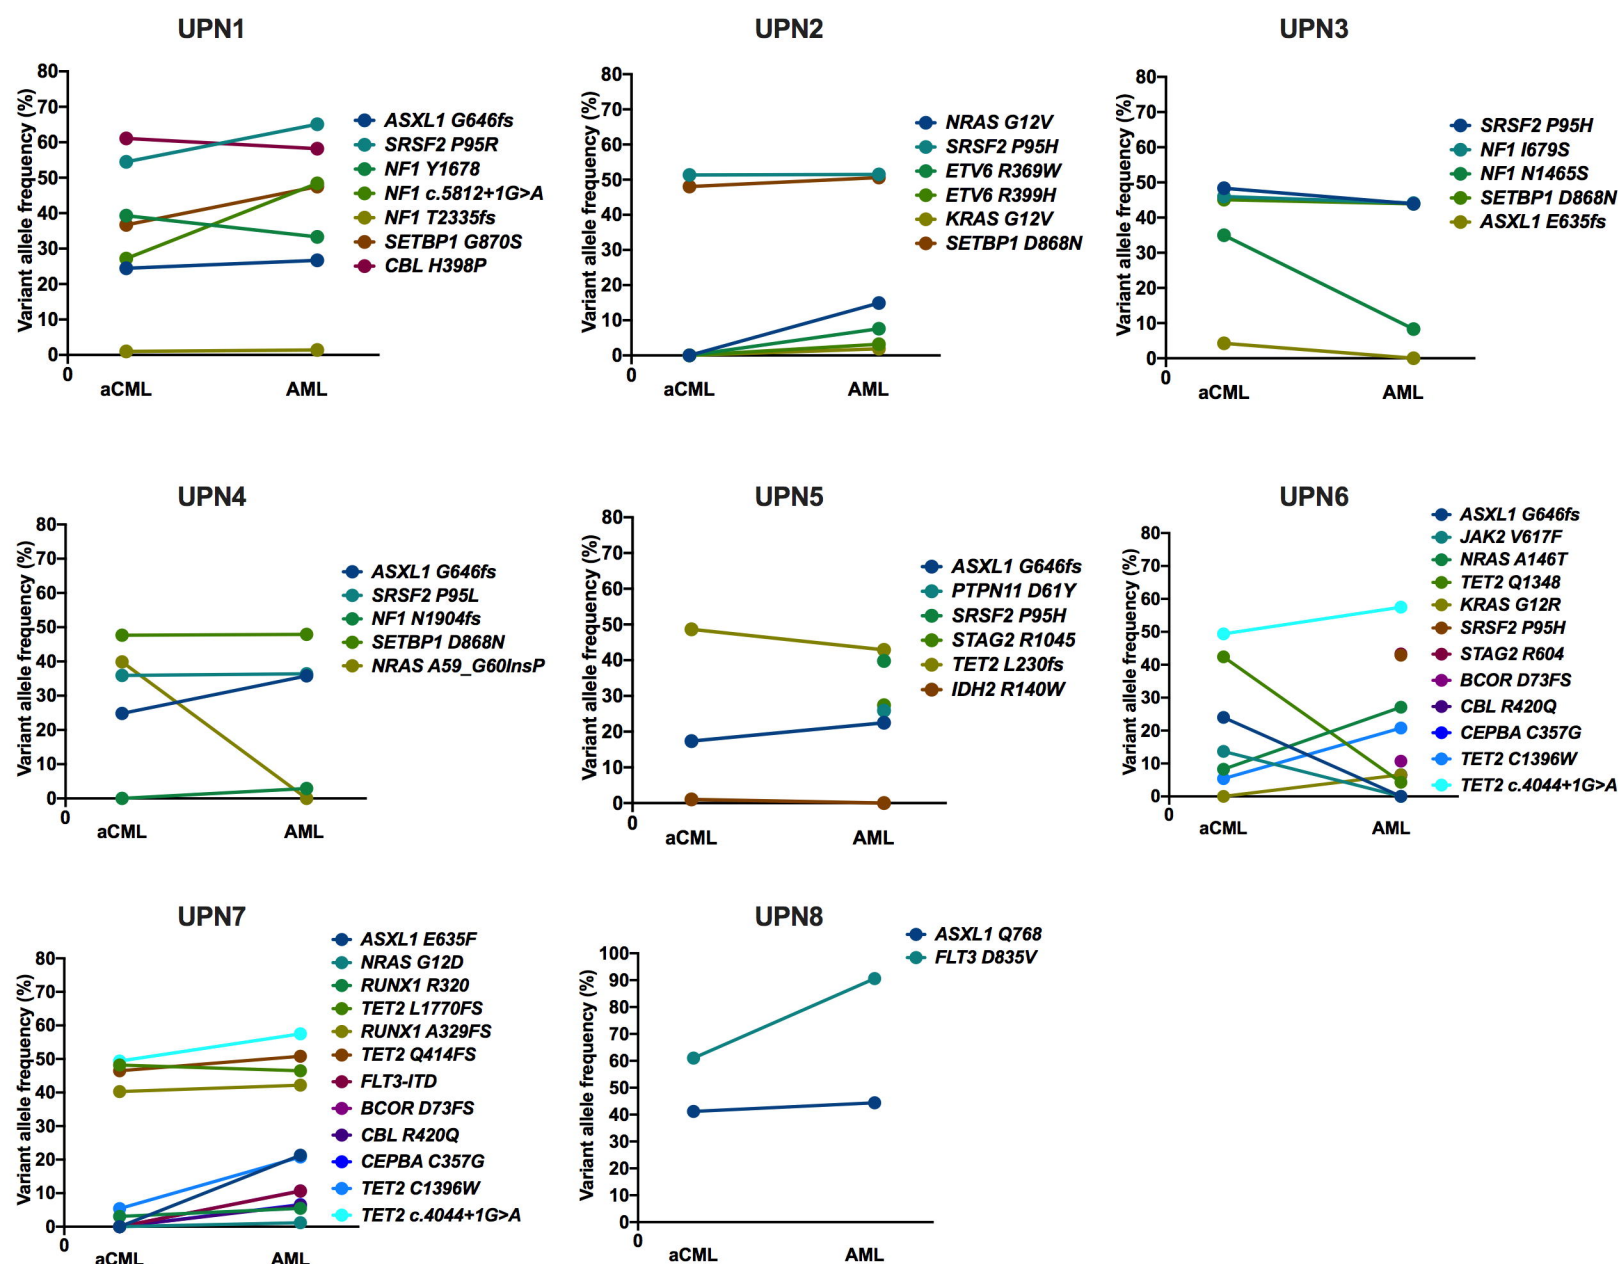 UPN1
Variant allele frequency (%)
80
70
60
50
40
30
20
10
0
0
aCML
AML
ASXL1 G646fs
SRSF2 P95R
NF1 Y1678
NF1 c.5812+1G>A
NF1 T2335fs
SETBP1 G870S
CBL H398P
UPN2
Variant allele frequency (%)
80
70
60
50
40
30
20
10
0
0
aCML
AML
NRAS G12V
SRSF2 P95H
ETV6 R369W
ETV6 R399H
KRAS G12V
SETBP1 D868N
UPN3
Variant allele frequency (%)
80
70
60
50
40
30
20
10
0
0
aCML
AML
SRSF2 P95H
NF1 I679S
NF1 N1465S
SETBP1 D868N
ASXL1 E635fs
UPN4
Variant allele frequency (%)
80
70
60
50
40
30
20
10
0
0
aCML
AML
ASXL1 G646fs
SRSF2 P95L
NF1 N1904fs
SETBP1 D868N
NRAS A59_G60InsP
UPN5
Variant allele frequency (%)
80
70
60
50
40
30
20
10
0
0
aCML
AML
ASXL1 G646fs
PTPN11 D61Y
SRSF2 P95H
STAG2 R1045
TET2 L230fs
IDH2 R140W
UPN6
Variant allele frequency (%)
80
70
60
50
40
30
20
10
0
0
aCML
AML
ASXL1 G646fs
JAK2 V617F
NRAS A146T
TET2 Q1348
KRAS G12R
SRSF2 P95H
STAG2 R604
BCOR D73FS
CBL R420Q
CEPBA C357G
TET2 C1396W
TET2 c.4044+1G>A
UPN7
Variant allele frequency (%)
80
70
60
50
40
30
20
10
0
0
aCML
AML
ASXL1 E635F
NRAS G12D
RUNX1 R320
TET2 L1770FS
RUNX1 A329FS
TET2 Q414FS
FLT3-ITD
BCOR D73FS
CBL R420Q
CEPBA C357G
TET2 C1396W
TET2 c.4044+1G>A
UPN8
Variant allele frequency (%)
100
90
80
70
60
50
40
30
20
10
0
0
aCML
AML
ASXL1 Q768
FLT3 D835V